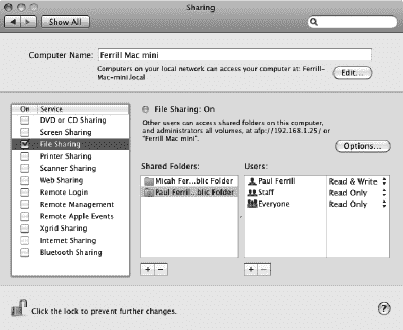 Sharing
Show All
Computer Name: Ferrill Mac mini
Computers on your local network can access your computer at: Ferrill-
Mac-mini.local
Edit...
On Service
DVD or CD Sharing
Screen Sharing
File Sharing
Printer Sharing
Scanner Sharing
Web Sharing
Remote Login
Remote Management
Remote Apple Events
Xgrid Sharing
Internet Sharing
Bluetooth Sharing
File Sharing: On
Other users can access shared folders on this computer,
and administrators all volumes, at afp://192.168.1.25/ or
"Ferrill Mac mini".
Options...
Shared Folders:
Micah Fer...blic Folder
Paul Ferril...blic Folder
Users:
Paul Ferrill Read & Write
Staff Read Only
Everyone Read Only
+ −
+ −
Click the lock to prevent further changes.
?